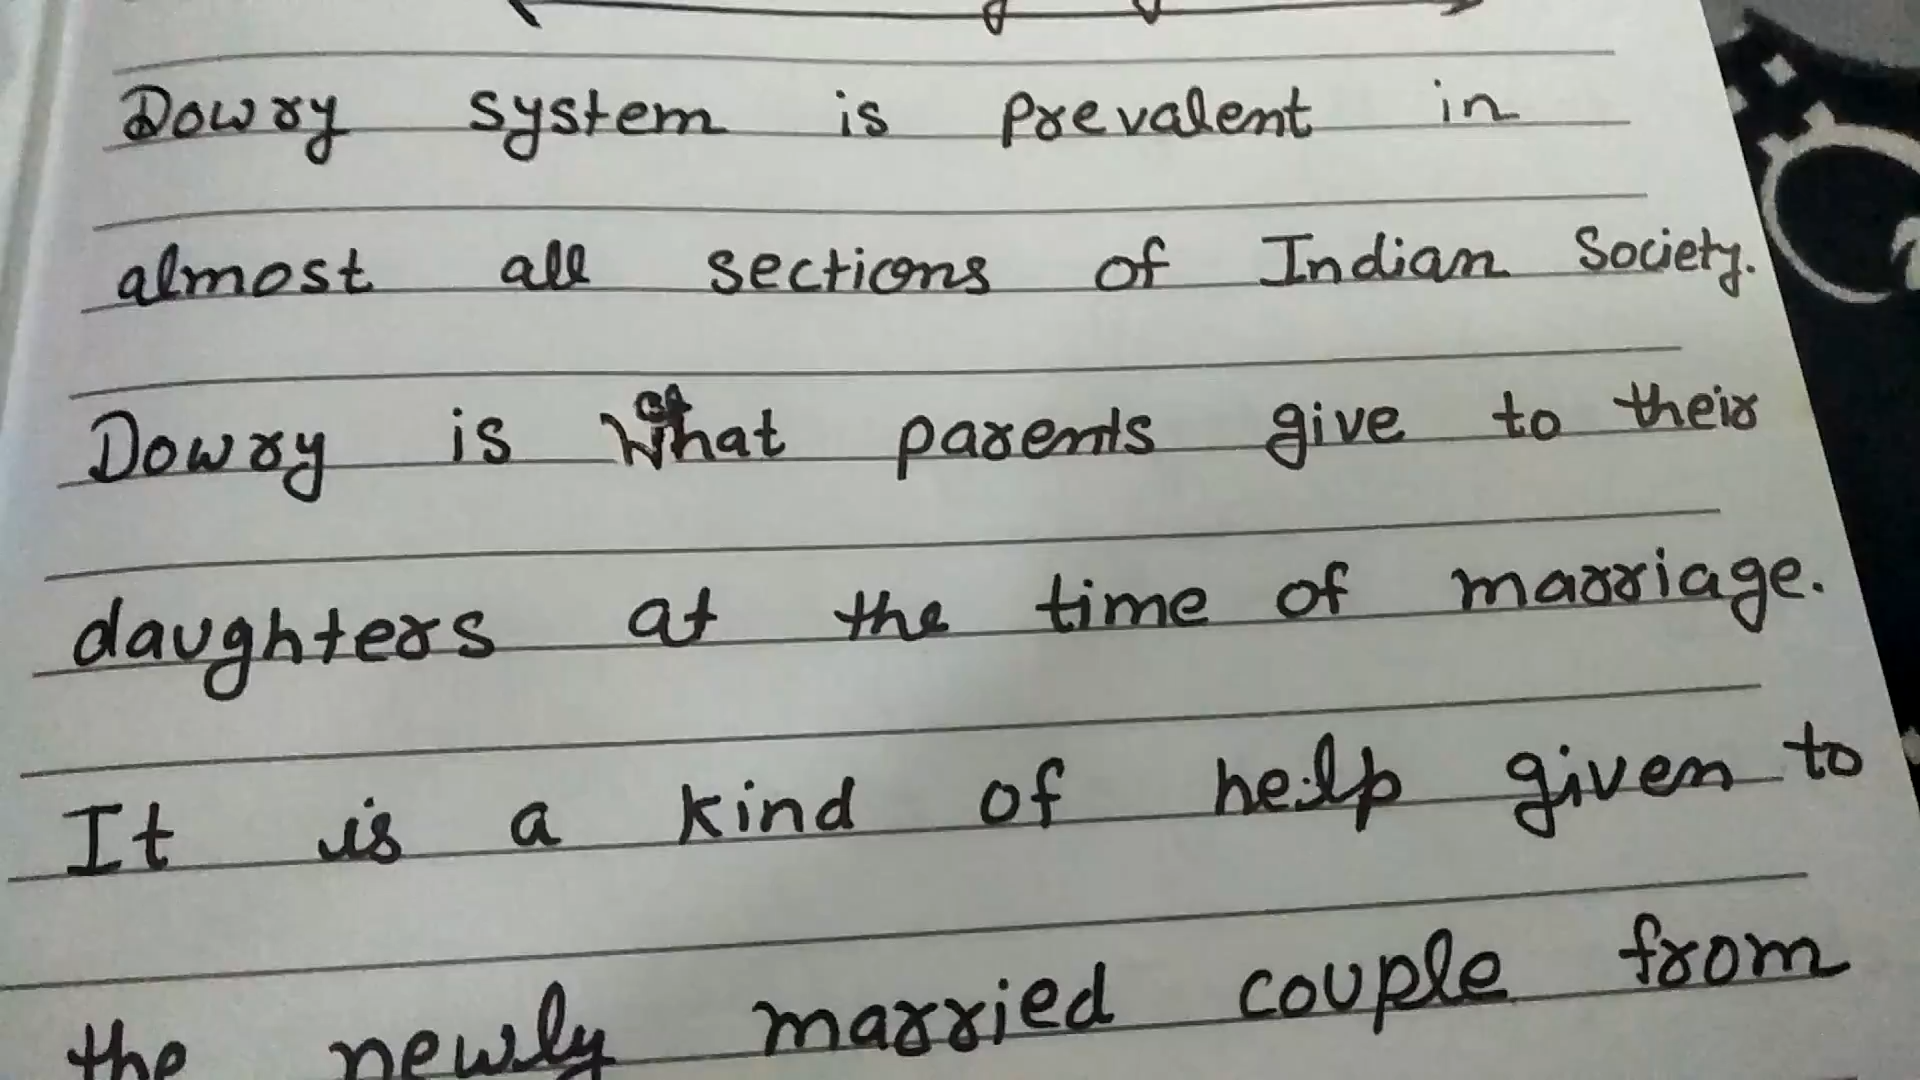 Dowry system is prevalent in
almost all sections of Indian Society.
Dowry is what parents give to their
daughters at the time of marriage.
It is a kind of help given to
the newly married couple from